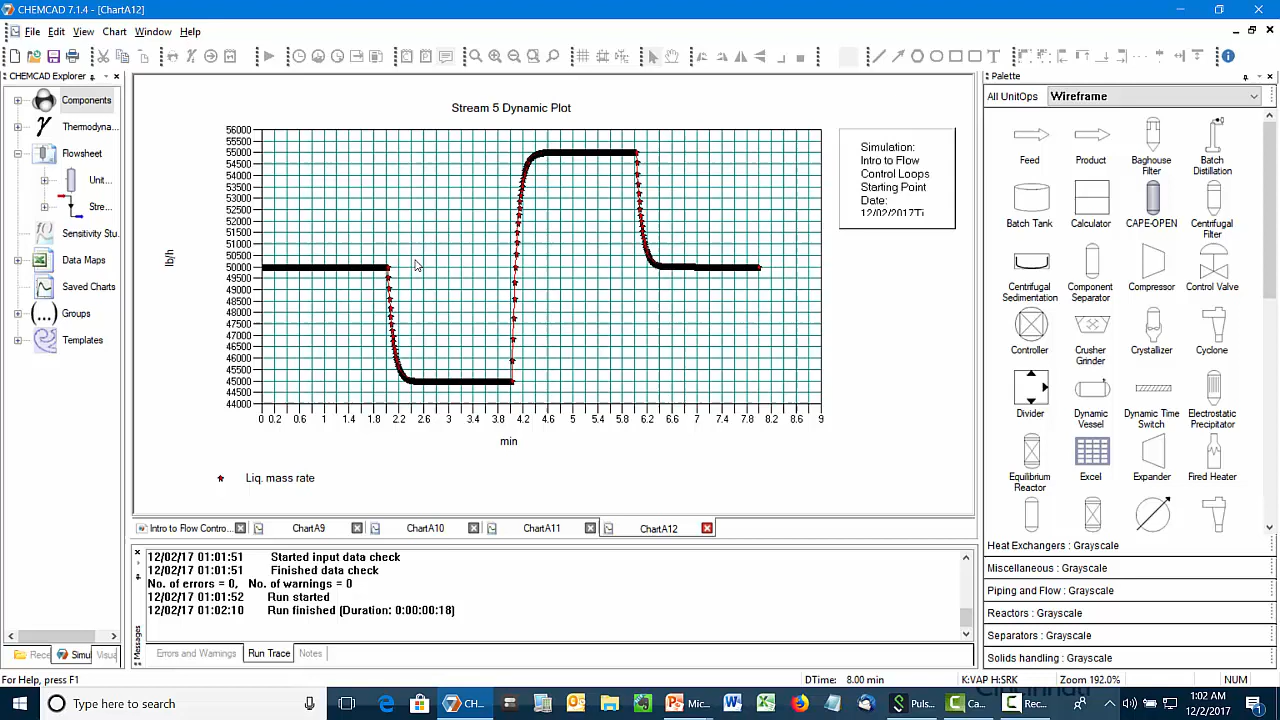 CHEMCAD 7.1.4 - [ChartA12]
File Edit View Chart Window Help
CHEMCAD Explorer
Components
Thermodyna...
Flowsheet
Unit...
Stre...
Sensitivity Stu...
Data Maps
Saved Charts
Groups
Templates
Stream 5 Dynamic Plot
56000
55500
55000
54500
54000
53500
53000
52500
52000
51500
51000
50500
50000
49500
49000
48500
48000
47500
47000
46500
46000
45500
45000
44500
44000
lb/h
0 0.2 0.6 1 1.4 1.8 2.2 2.6 3 3.4 3.8 4.2 4.6 5 5.4 5.8 6.2 6.6 7 7.4 7.8 8.2 8.6 9
min
Liq. mass rate
Simulation:
Intro to Flow
Control Loops
Starting Point
Date:
Intro to Flow Contro... ChartA9 ChartA10 ChartA11 ChartA12
Messages
12/02/17 01:01:51 Started input data check
12/02/17 01:01:51 Finished data check
No. of errors = 0, No. of warnings = 0
12/02/17 01:01:52 Run started
12/02/17 01:02:10 Run finished (Duration: 0:00:00:18)
Errors and Warnings Run Trace Notes
Palette
All UnitOps Wireframe
Feed
Product
Baghouse
Filter
Batch
Distillation
Batch Tank
Calculator
CAPE-OPEN
Centrifugal
Filter
Centrifugal
Sedimentation
Component
Separator
Compressor
Control Valve
Controller
Crusher
Grinder
Crystallizer
Cyclone
Divider
Dynamic
Vessel
Dynamic Time
Switch
Electrostatic
Precipitator
Equilibrium
Reactor
Excel
Expander
Fired Heater
Heat Exchangers : Grayscale
Miscellaneous : Grayscale
Piping and Flow : Grayscale
Reactors : Grayscale
Separators : Grayscale
Solids handling : Grayscale
Rece Simu Visu
For Help, press F1
DTime: 8.00 min
K:VAP H:SRK
Zoom 192.0%
NUM
Type here to search
CH...
Mic...
Puls...
Ca...
Rec...
1:02 AM
12/2/2017